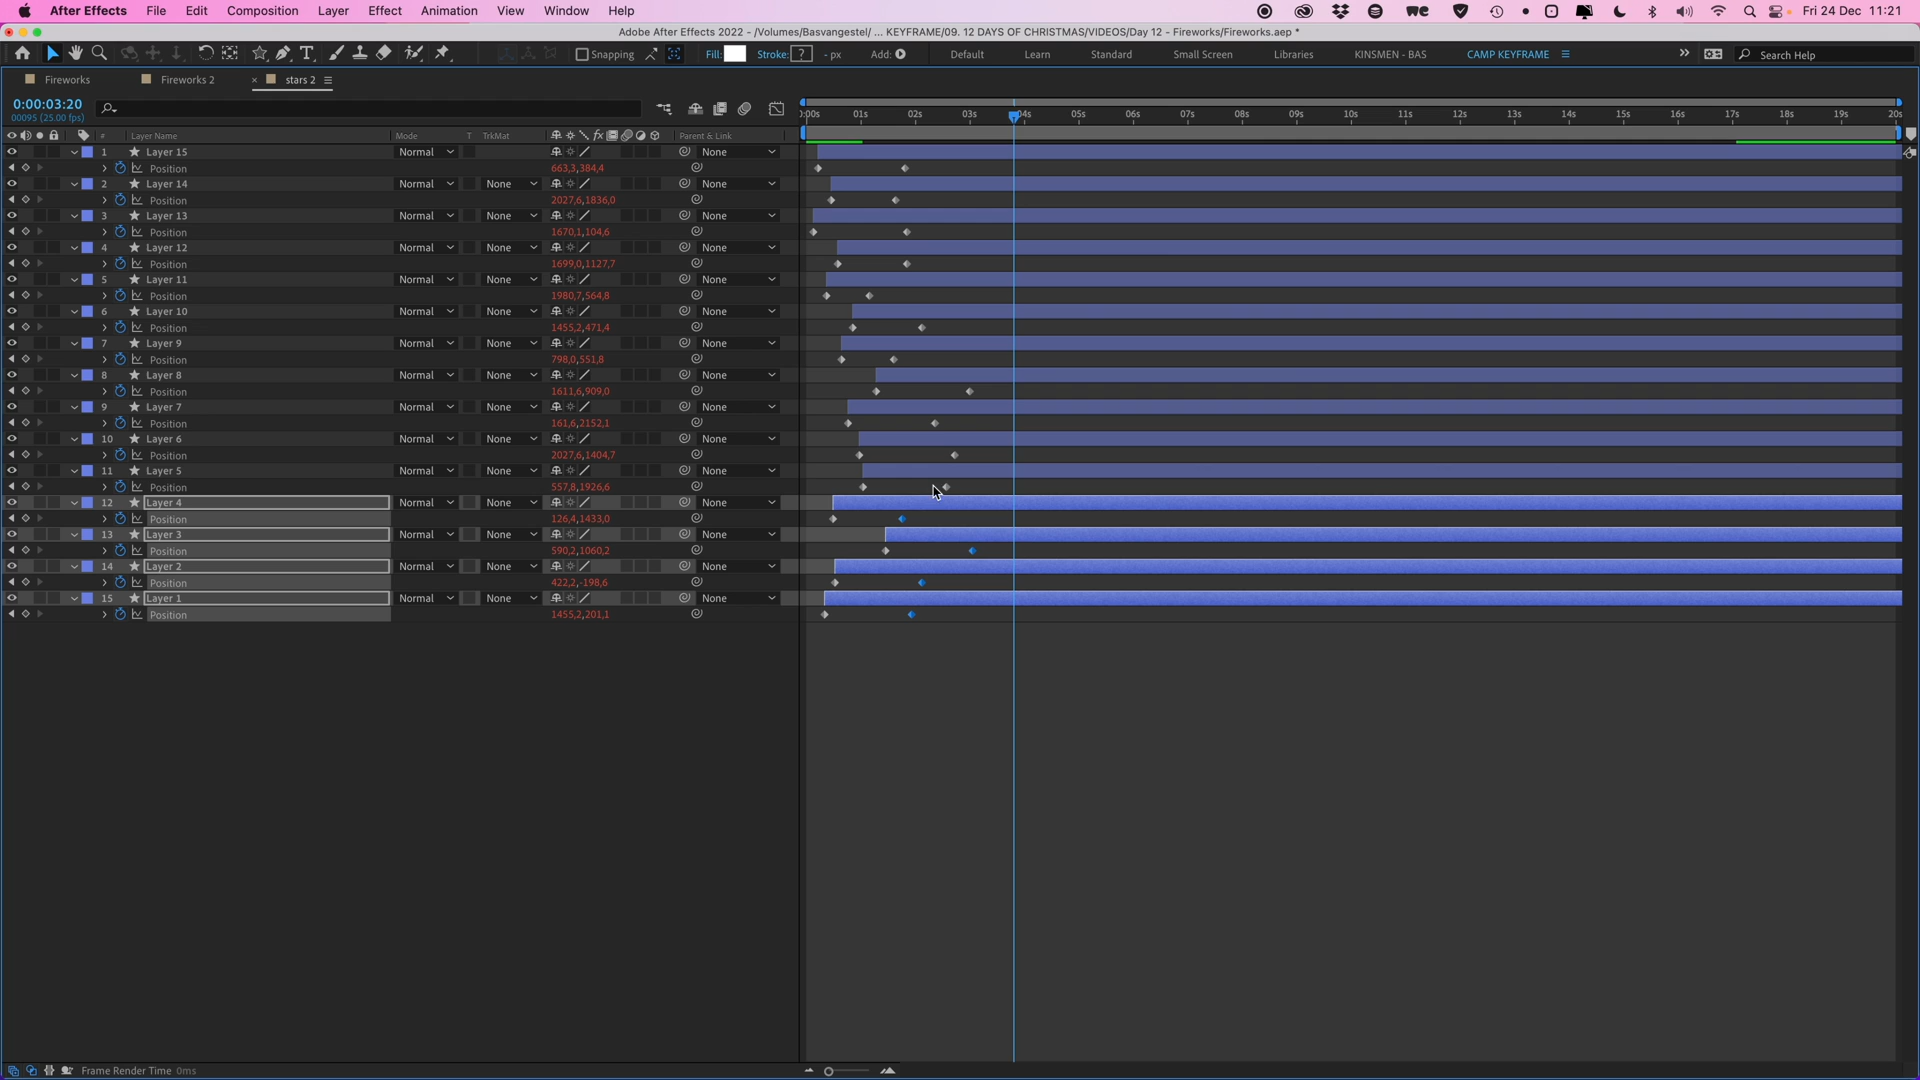 After Effects File Edit Composition Layer Effect Animation View Window Help Fri 24 Dec 11:21
Adobe After Effects 2022 - /Volumes/Basvangestel/ ... KEYFRAME/09. 12 DAYS OF CHRISTMAS/VIDEOS/Day 12 - Fireworks/Fireworks.aep *
Snapping Fill: Stroke: ? - px Add: Default Learn Standard Small Screen Libraries KINSMEN - BAS CAMP KEYFRAME Search Help
Fireworks Fireworks 2 × stars 2
0:00:03:20
00095 (25.00 fps)
:00s 01s 02s 03s 04s 05s 06s 07s 08s 09s 10s 11s 12s 13s 14s 15s 16s 17s 18s 19s 20s
# Layer Name Mode T TrkMat fx Parent & Link
1 Layer 15 Normal None
Position 663,3,384,4
2 Layer 14 Normal None None
Position 2027,6,1836,0
3 Layer 13 Normal None None
Position 1670,1,104,6
4 Layer 12 Normal None None
Position 1699,0,1127,7
5 Layer 11 Normal None None
Position 1980,7,564,8
6 Layer 10 Normal None None
Position 1455,2,471,4
7 Layer 9 Normal None None
Position 798,0,551,8
8 Layer 8 Normal None None
Position 1611,6,909,0
9 Layer 7 Normal None None
Position 161,6,2152,1
10 Layer 6 Normal None None
Position 2027,6,1404,7
11 Layer 5 Normal None None
Position 557,8,1926,6
12 Layer 4 Normal None None
Position 126,4,1433,0
13 Layer 3 Normal None None
Position 590,2,1060,2
14 Layer 2 Normal None None
Position 422,2,-198,6
15 Layer 1 Normal None None
Position 1455,2,201,1
Frame Render Time 0ms